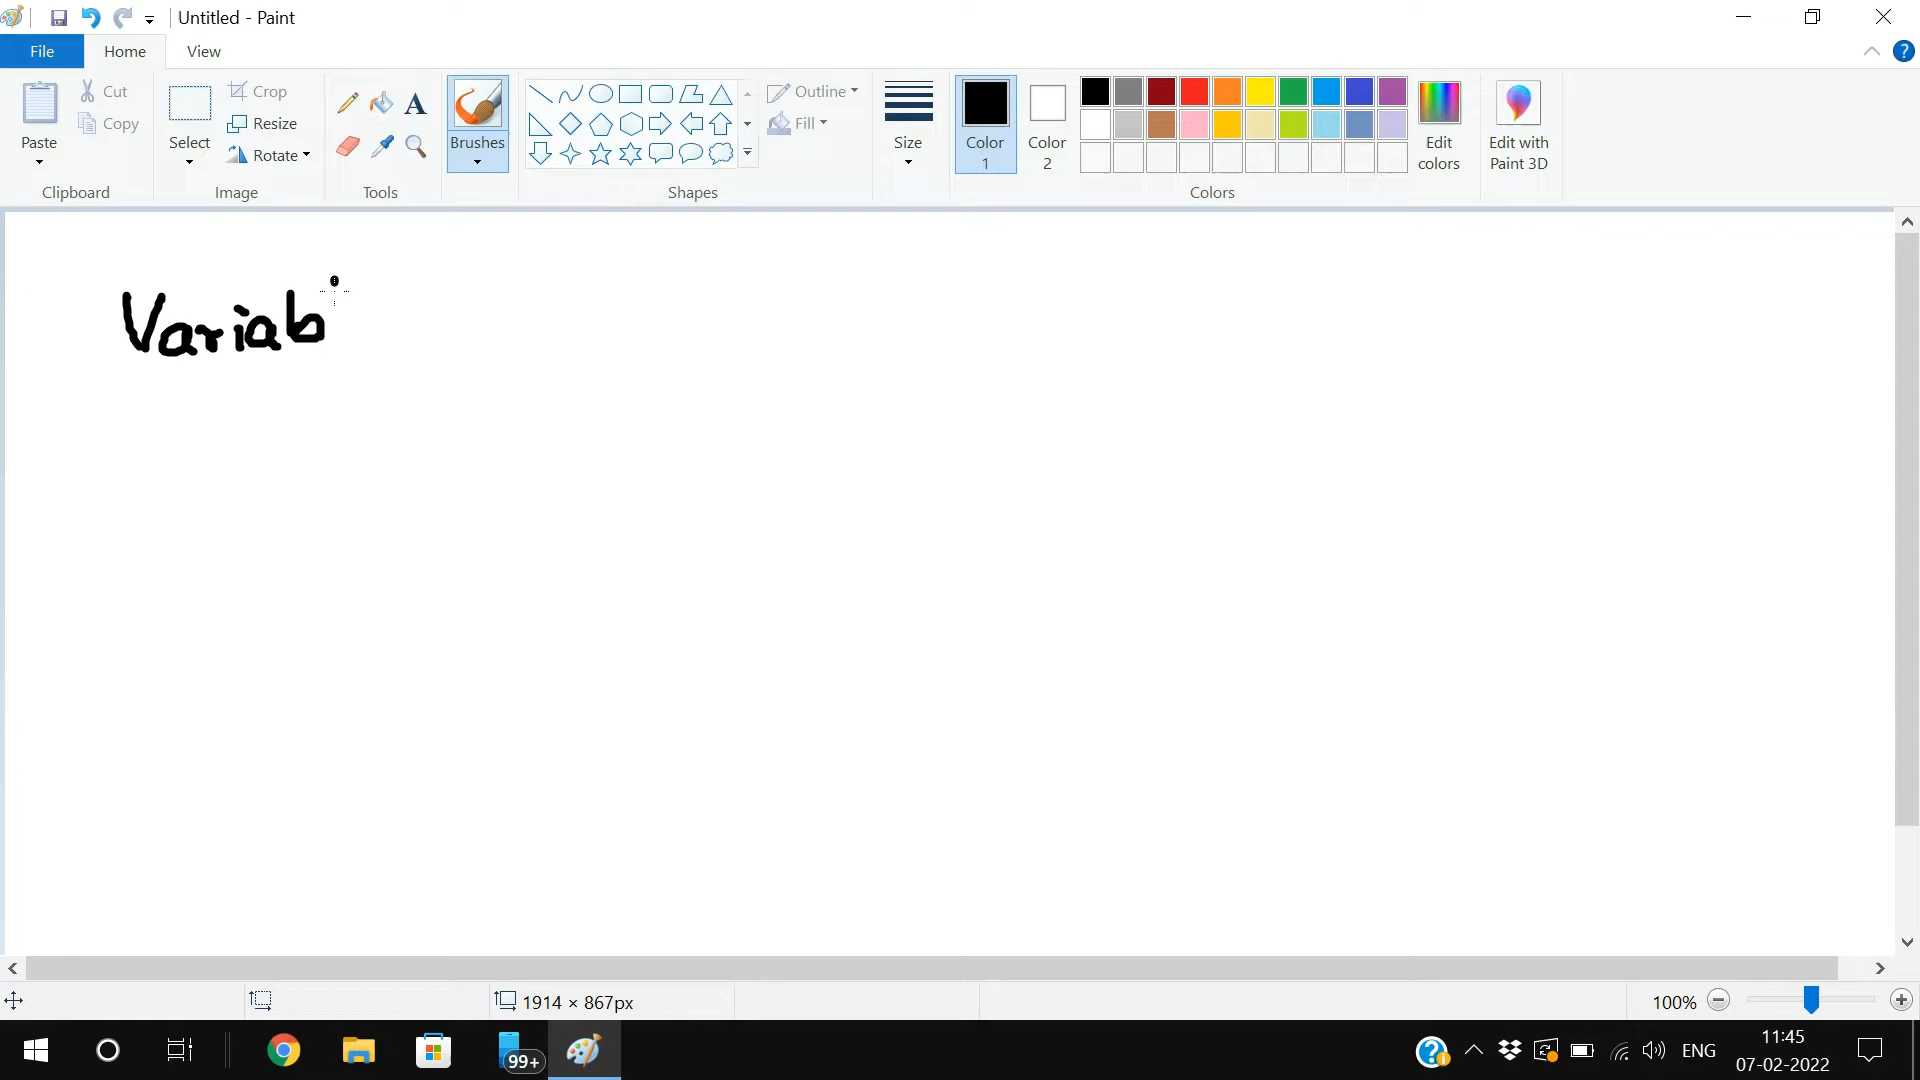 Untitled - Paint
File Home View
Paste Cut Copy Clipboard
Select Crop Resize Rotate Image
Tools
Brushes
Shapes
Outline Fill
Size
Color 1
Color 2
Edit colors
Colors
Edit with Paint 3D
Variab
1914 × 867px
100%
99+
ENG
11:45
07-02-2022